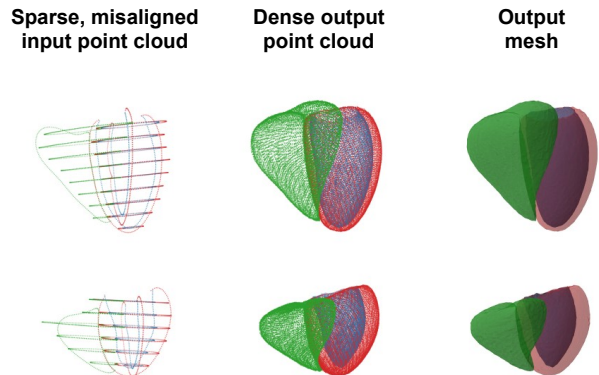 Sparse, misaligned
input point cloud
Dense output
point cloud
Output
mesh